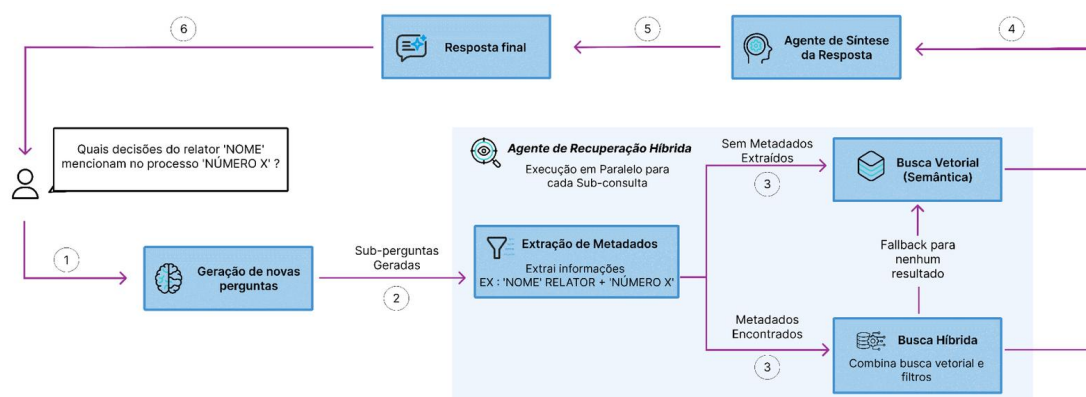 6
Resposta final
5
Agente de Síntese
da Resposta
4
Quais decisões do relator 'NOME'
mencionam no processo 'NÚMERO X' ?
1
Geração de novas
perguntas
Sub-perguntas
Geradas
2
Agente de Recuperação Híbrida
Execução em Paralelo para
cada Sub-consulta
Extração de Metadados
Extrai informações
EX : 'NOME' RELATOR + 'NÚMERO X'
Sem Metadados
Extraídos
3
Busca Vetorial
(Semântica)
Fallback para
nenhum
resultado
Metadados
Encontrados
3
Busca Híbrida
Combina busca vetorial e
filtros